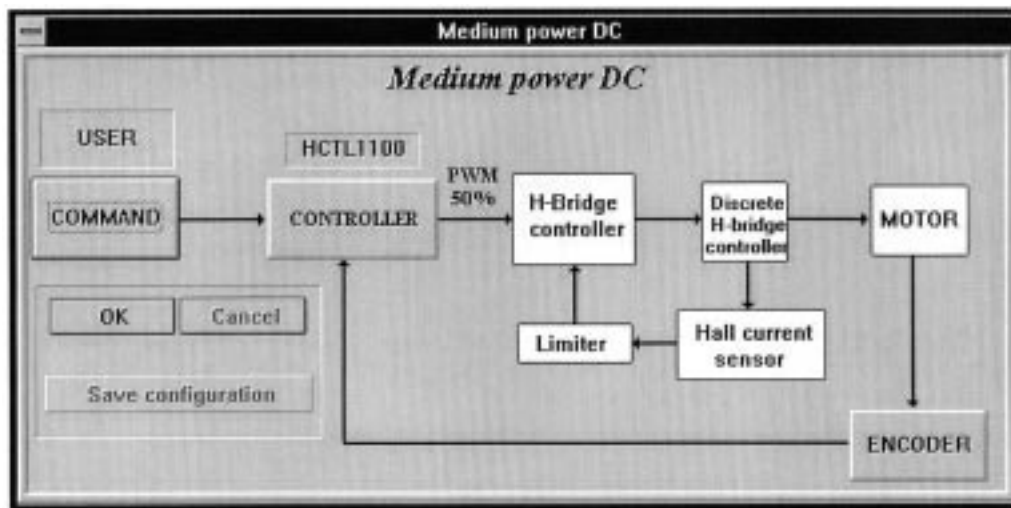 Medium power DC
Medium power DC
USER
HCTL1100
COMMAND
CONTROLLER
PWM
50%
H-Bridge
controller
Discrete
H-bridge
controller
MOTOR
OK
Cancel
Limiter
Hall current
sensor
Save configuration
ENCODER